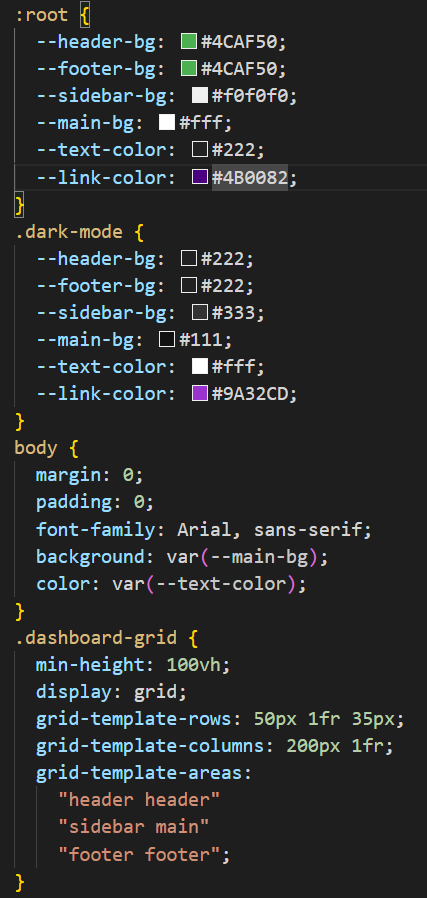 :root {
--header-bg: #4CAF50;
--footer-bg: #4CAF50;
--sidebar-bg: #f0f0f0;
--main-bg: #fff;
--text-color: #222;
--link-color: #4B0082;
}
.dark-mode {
--header-bg: #222;
--footer-bg: #222;
--sidebar-bg: #333;
--main-bg: #111;
--text-color: #fff;
--link-color: #9A32CD;
}
body {
margin: 0;
padding: 0;
font-family: Arial, sans-serif;
background: var(--main-bg);
color: var(--text-color);
}
.dashboard-grid {
min-height: 100vh;
display: grid;
grid-template-rows: 50px 1fr 35px;
grid-template-columns: 200px 1fr;
grid-template-areas:
"header header"
"sidebar main"
"footer footer";
}